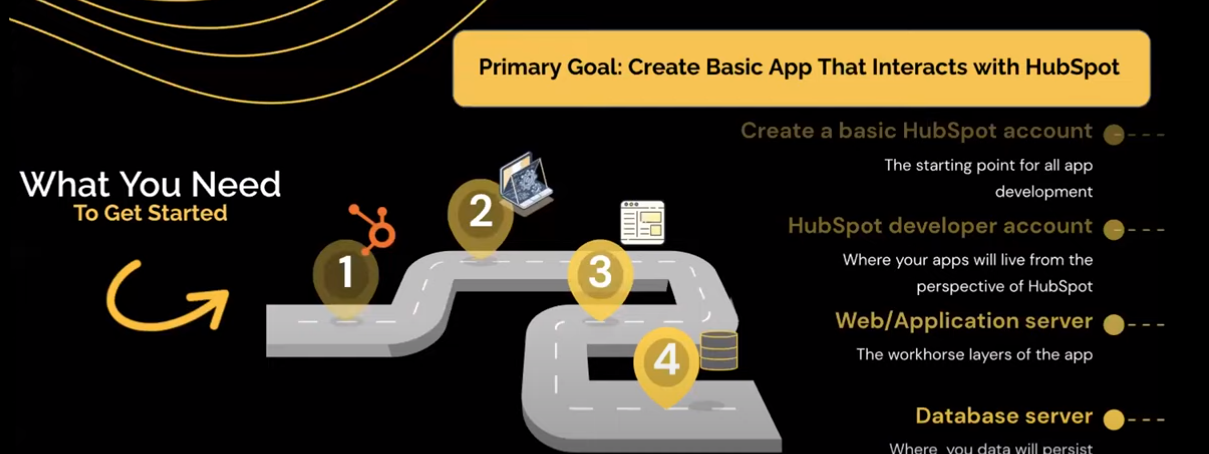 Primary Goal: Create Basic App That Interacts with HubSpot
What You Need
To Get Started
1
2
3
4
Create a basic HubSpot account
The starting point for all app
development
HubSpot developer account
Where your apps will live from the
perspective of HubSpot
Web/Application server
The workhorse layers of the app
Database server
Where you data will persist